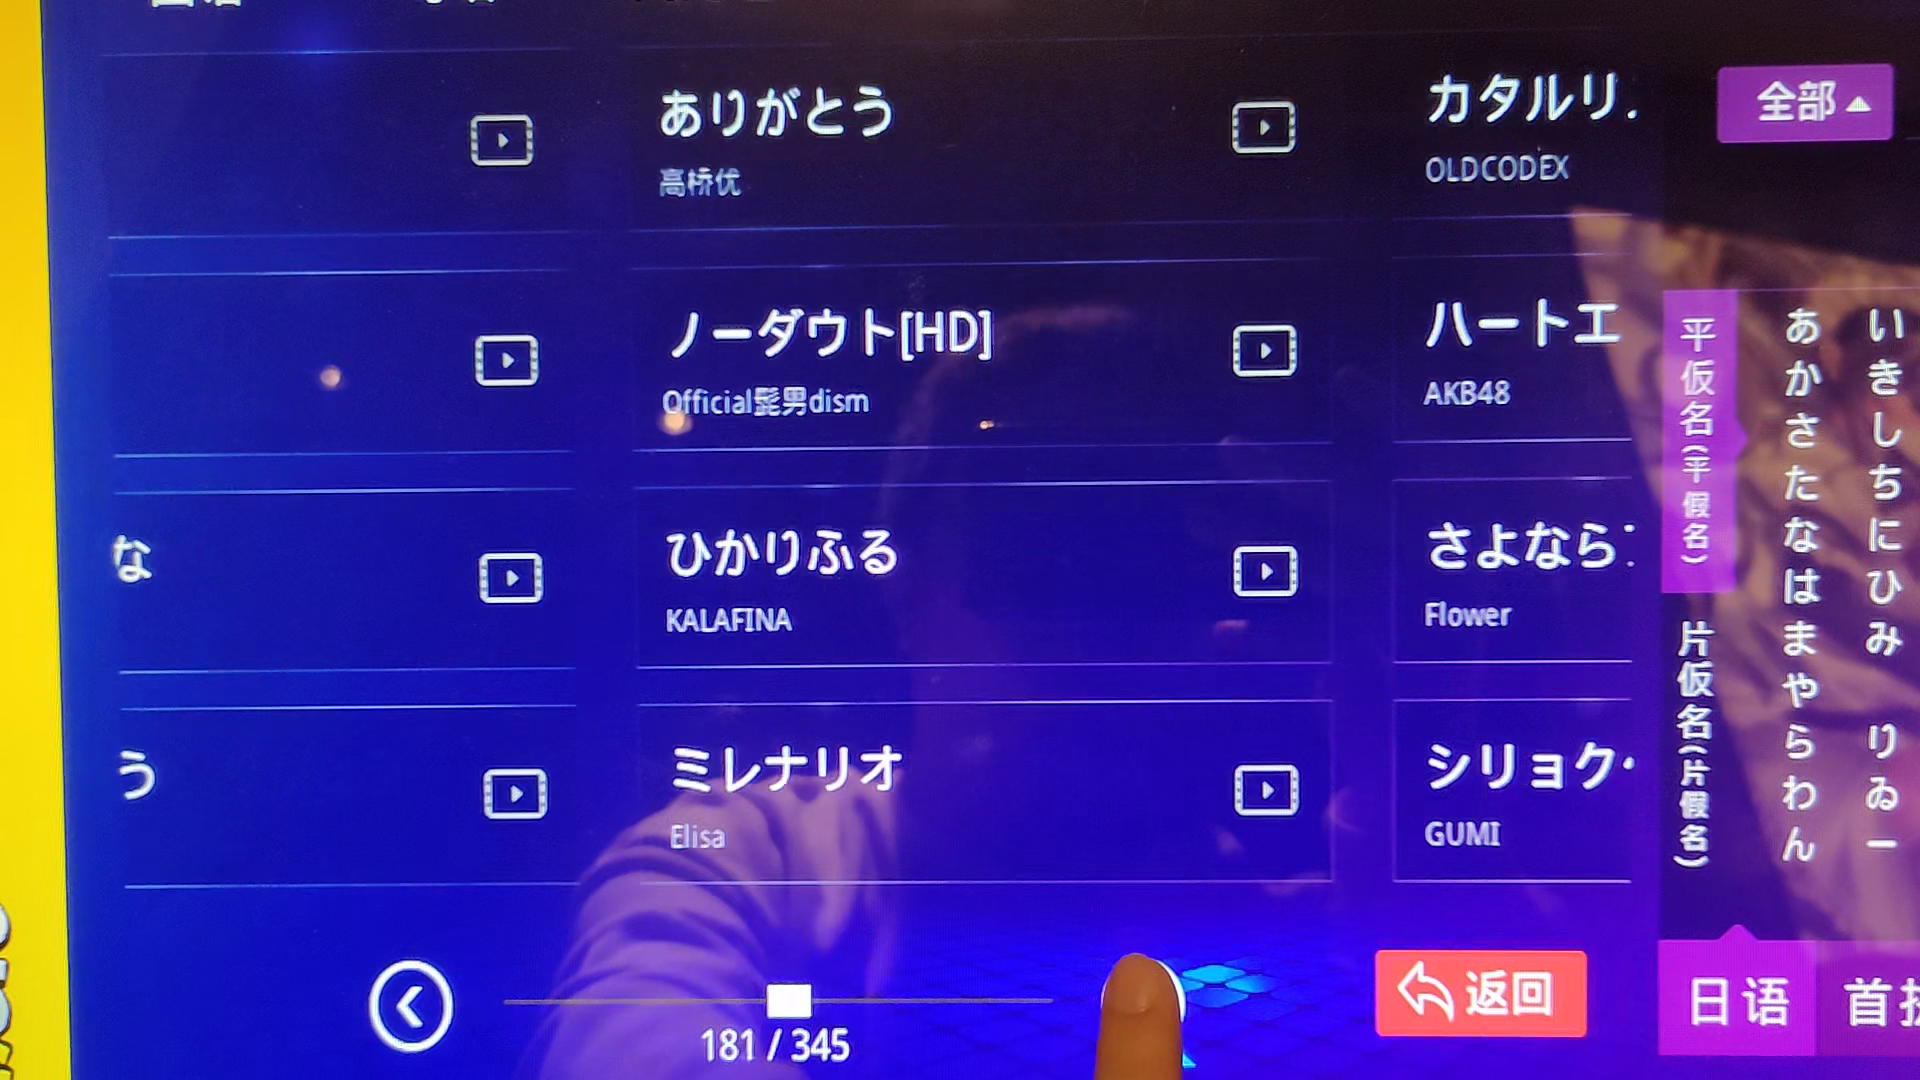 ありがとう
高桥优
カタルリ.
OLDCODEX
全部
ノーダウト[HD]
Official髭男dism
ハートエ
AKB48
な
ひかりふる
KALAFINA
さよなら
Flower
う
ミレナリオ
Elisa
シリョク
GUMI
平仮名(平假名)
片仮名(片假名)
あかさたなはまやらわん
いきしちにひみ りゐー
181 / 345
返回
日语
首